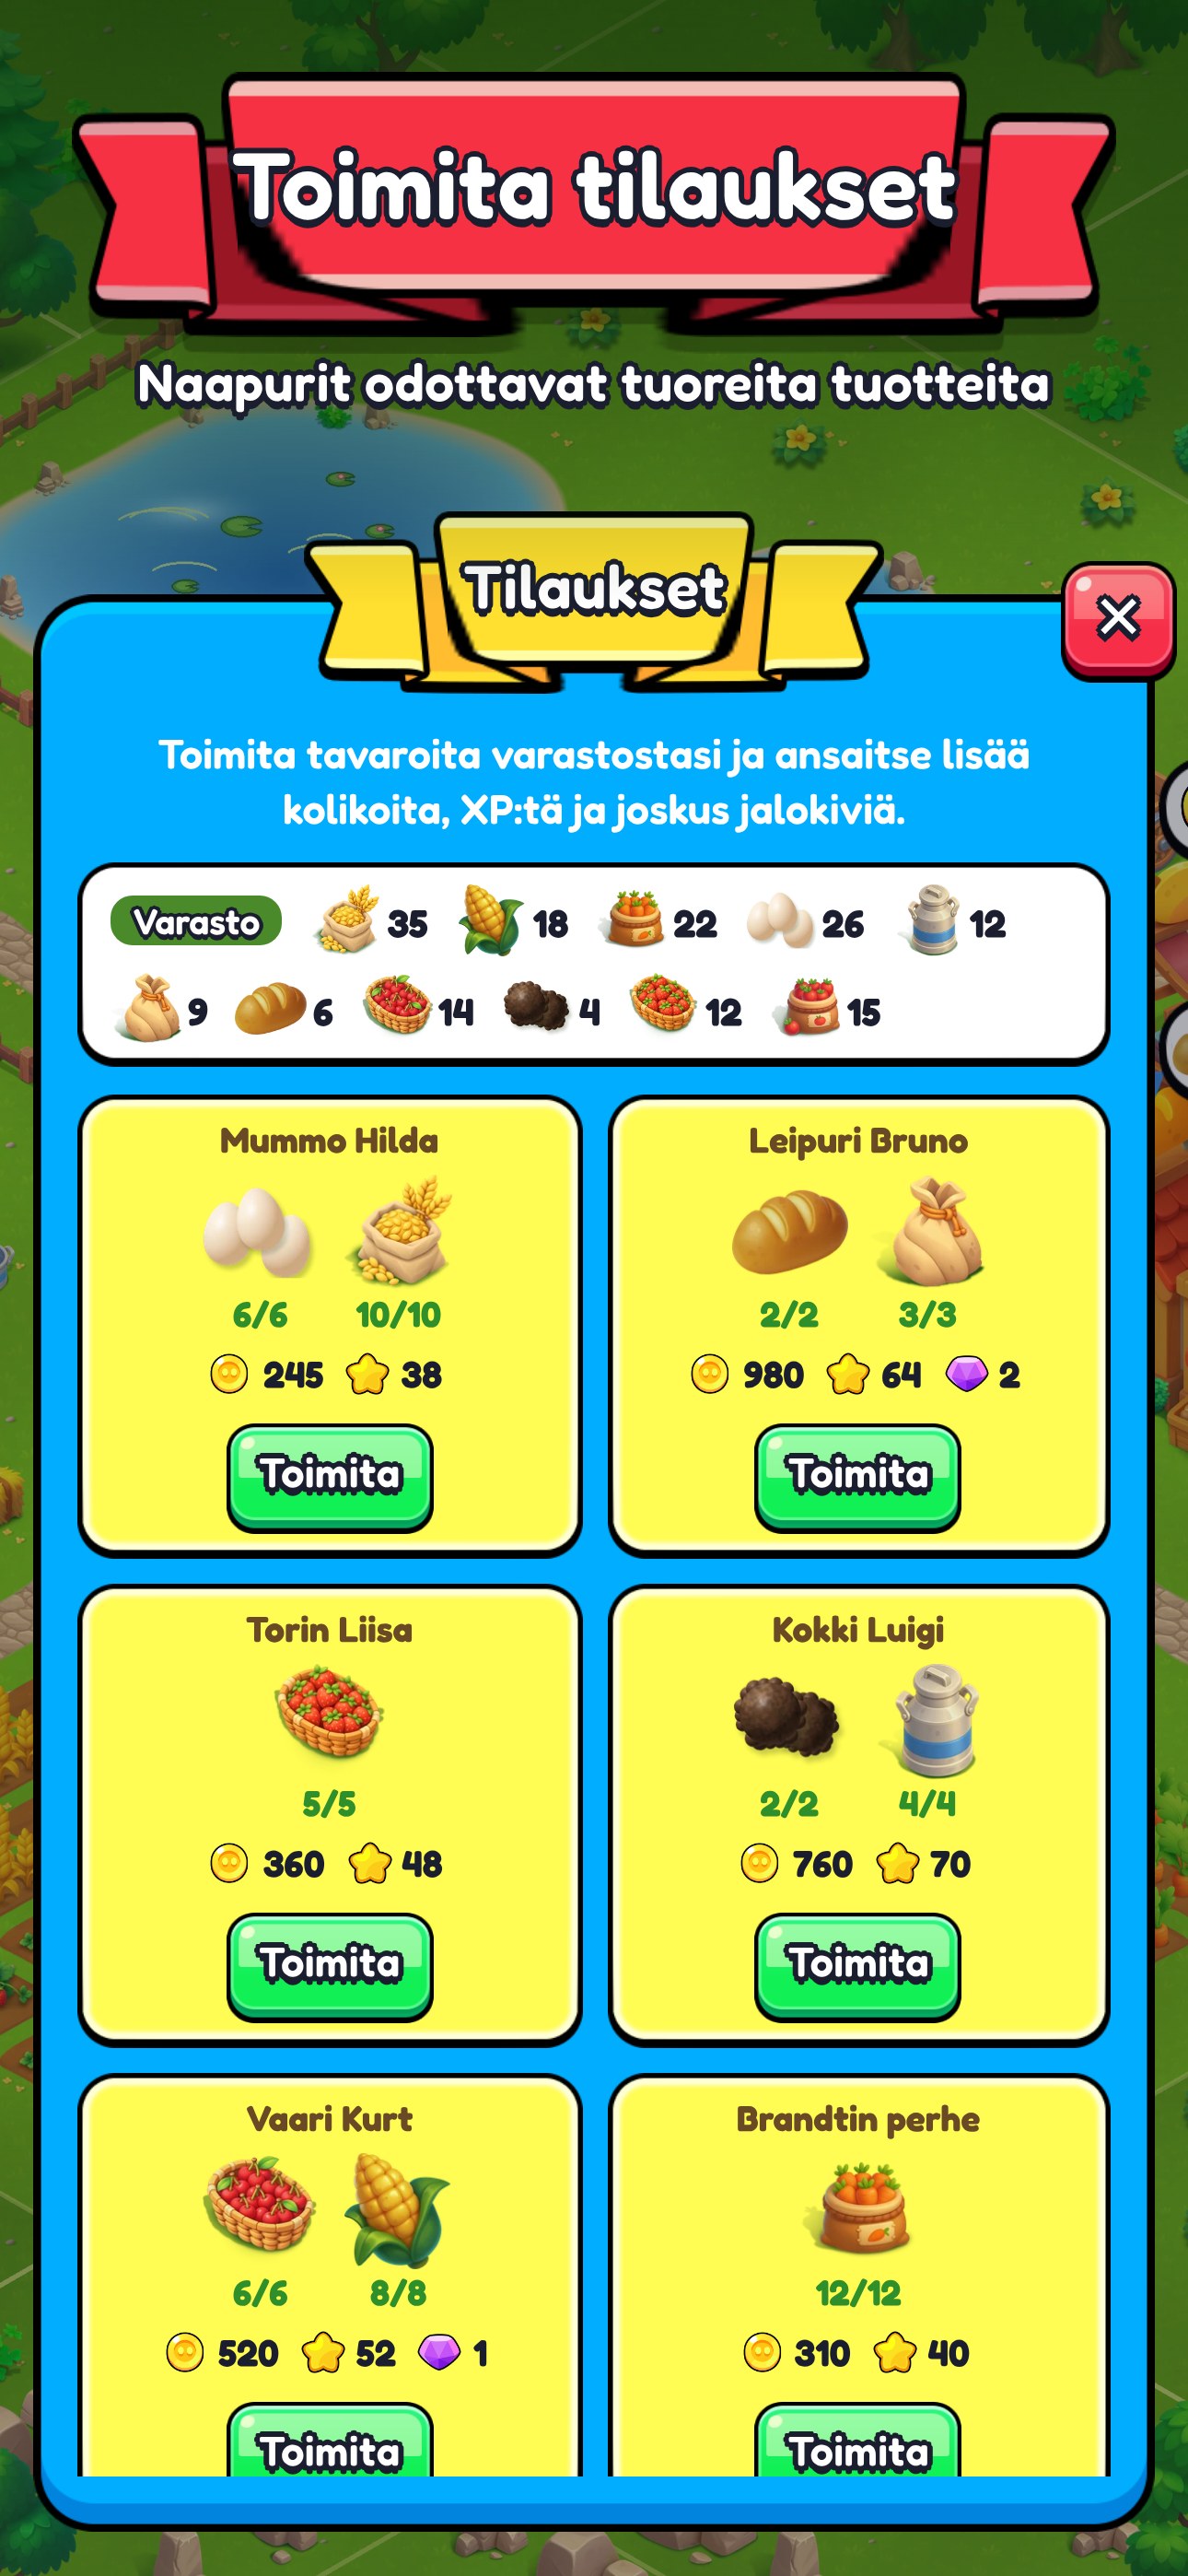 Toimita tilaukset
Naapurit odottavat tuoreita tuotteita
Tilaukset
Toimita tavaroita varastostasi ja ansaitse lisää
kolikoita, XP:tä ja joskus jalokiviä.
Varasto 35 18 22 26 12
9 6 14 4 12 15
Mummo Hilda
6/6 10/10
245 38
Toimita
Leipuri Bruno
2/2 3/3
980 64 2
Toimita
Torin Liisa
5/5
360 48
Toimita
Kokki Luigi
2/2 4/4
760 70
Toimita
Vaari Kurt
6/6 8/8
520 52 1
Toimita
Brandtin perhe
12/12
310 40
Toimita